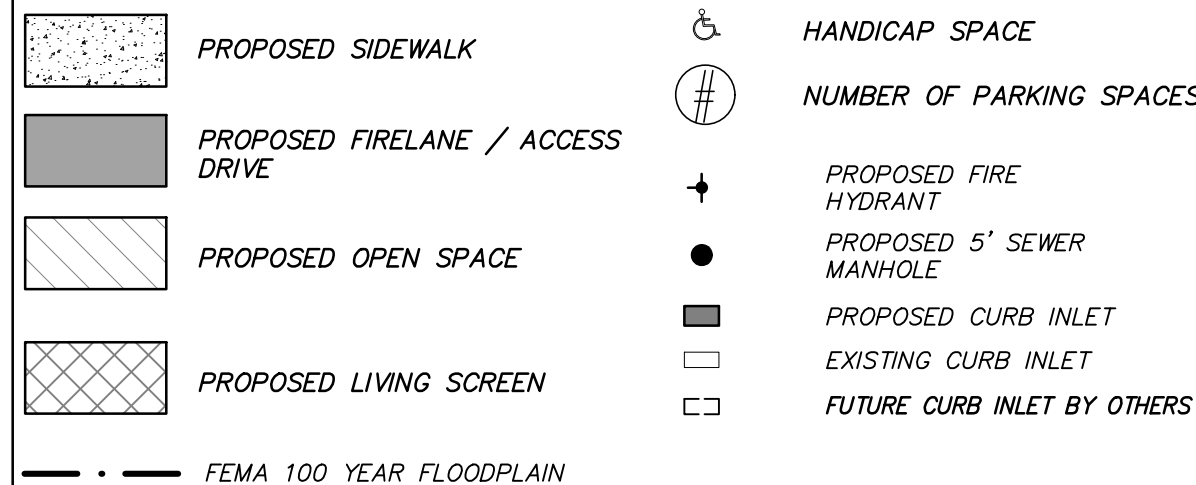 PROPOSED SIDEWALK
PROPOSED FIRELANE / ACCESS
DRIVE
PROPOSED OPEN SPACE
PROPOSED LIVING SCREEN
FEMA 100 YEAR FLOODPLAIN
HANDICAP SPACE
#
NUMBER OF PARKING SPACES
PROPOSED FIRE
HYDRANT
PROPOSED 5' SEWER
MANHOLE
PROPOSED CURB INLET
EXISTING CURB INLET
FUTURE CURB INLET BY OTHERS